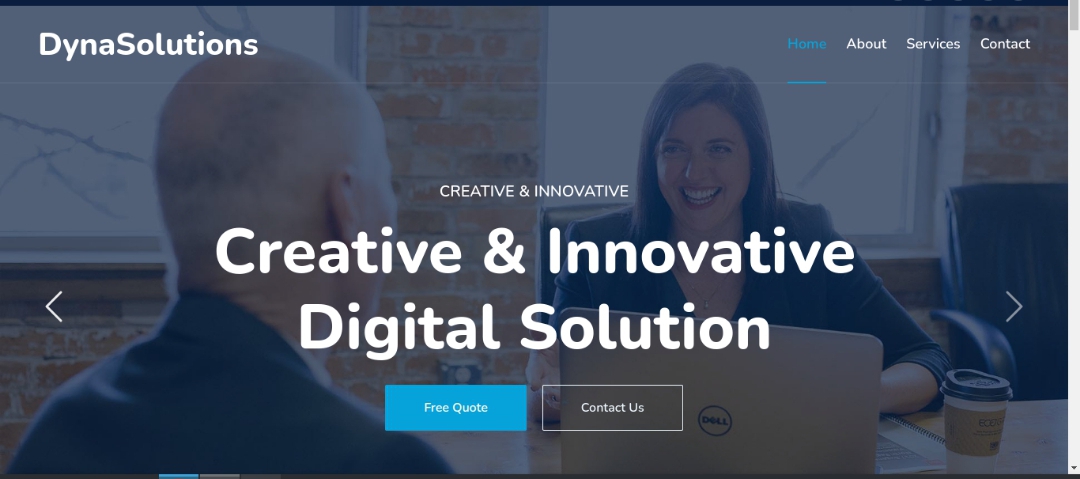 DynaSolutions
Home About Services Contact
CREATIVE & INNOVATIVE
Creative & Innovative
Digital Solution
Free Quote
Contact Us
DELL